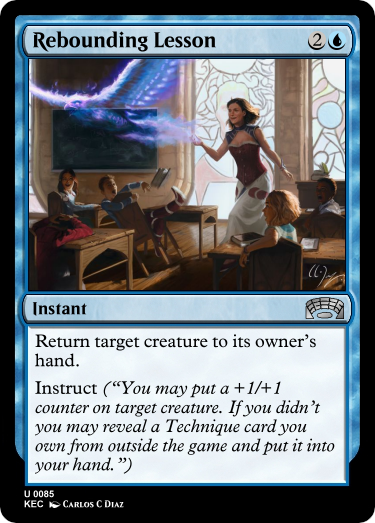 Rebounding Lesson 2
Instant
Return target creature to its owner's
hand.
Instruct (“You may put a +1/+1
counter on target creature. If you didn't
you may reveal a Technique card you
own from outside the game and put it into
your hand.”)
U 0085
KEC Carlos C Diaz